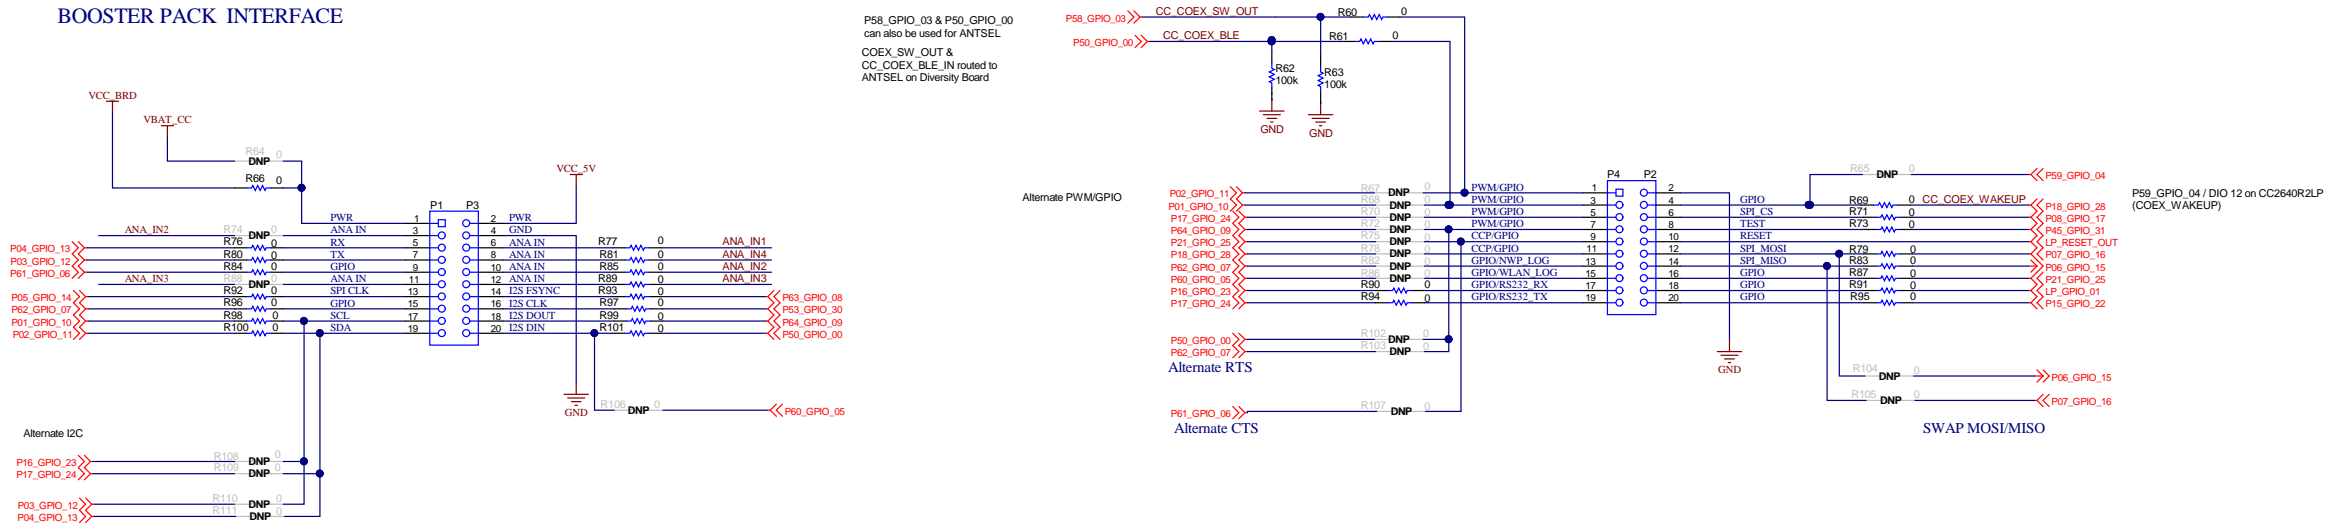 BOOSTER PACK INTERFACE
P58_GPIO_03 & P50_GPIO_00
can also be used for ANTSEL
COEX_SW_OUT &
CC_COEX_BLE_IN routed to
ANTSEL on Diversity Board
P58_GPIO_03 CC_COEX_SW_OUT R60 0
P50_GPIO_00 CC_COEX_BLE R61 0
R62
100k
R63
100k
GND
GND
VCC_BRD
VBAT_CC
R64 DNP 0
R66 0
VCC_5V
P1 P3
PWR 1 2 PWR
ANA_IN2 R74 DNP 0 ANA IN 3 4 GND
P04_GPIO_13 R76 0 RX 5 6 ANA IN R77 0 ANA_IN1
P03_GPIO_12 R80 0 TX 7 8 ANA IN R81 0 ANA_IN4
P61_GPIO_06 R84 0 GPIO 9 10 ANA IN R85 0 ANA_IN2
ANA_IN3 R88 DNP 0 ANA IN 11 12 ANA IN R89 0 ANA_IN3
P05_GPIO_14 R92 0 SPI CLK 13 14 I2S FSYNC R93 0 P63_GPIO_08
P62_GPIO_07 R96 0 GPIO 15 16 I2S CLK R97 0 P53_GPIO_30
P01_GPIO_10 R98 0 SCL 17 18 I2S DOUT R99 0 P64_GPIO_09
P02_GPIO_11 R100 0 SDA 19 20 I2S DIN R101 0 P50_GPIO_00
GND
R106 DNP 0 P60_GPIO_05
Alternate I2C
P16_GPIO_23 R108 DNP 0
P17_GPIO_24 R109 DNP 0
P03_GPIO_12 R110 DNP 0
P04_GPIO_13 R111 DNP 0
Alternate PWM/GPIO
P4 P2
R65 DNP 0 P59_GPIO_04
P59_GPIO_04 / DIO 12 on CC2640R2LP
(COEX_WAKEUP)
P02_GPIO_11 R67 DNP 0 PWM/GPIO 1 2
P01_GPIO_10 R68 DNP 0 PWM/GPIO 3 4 GPIO R69 0 CC_COEX_WAKEUP P18_GPIO_28
P17_GPIO_24 R70 DNP 0 PWM/GPIO 5 6 SPI_CS R71 0 P08_GPIO_17
P64_GPIO_09 R72 DNP 0 PWM/GPIO 7 8 TEST R73 0 P45_GPIO_31
P21_GPIO_25 R75 DNP 0 CCP/GPIO 9 10 RESET LP_RESET_OUT
P18_GPIO_28 R78 DNP 0 CCP/GPIO 11 12 SPI_MOSI R79 0 P07_GPIO_16
P62_GPIO_07 R82 DNP 0 GPIO/NWP_LOG 13 14 SPI_MISO R83 0 P06_GPIO_15
P60_GPIO_05 R86 DNP 0 GPIO/WLAN_LOG 15 16 GPIO R87 0 P21_GPIO_25
P16_GPIO_23 R90 0 GPIO/RS232_RX 17 18 GPIO R91 0 LP_GPIO_01
P17_GPIO_24 R94 0 GPIO/RS232_TX 19 20 GPIO R95 0 P15_GPIO_22
P50_GPIO_00 R102 DNP 0
P62_GPIO_07 R103 DNP 0
Alternate RTS
GND
R104 DNP 0 P06_GPIO_15
R105 DNP 0 P07_GPIO_16
P61_GPIO_06 R107 DNP 0
Alternate CTS
SWAP MOSI/MISO